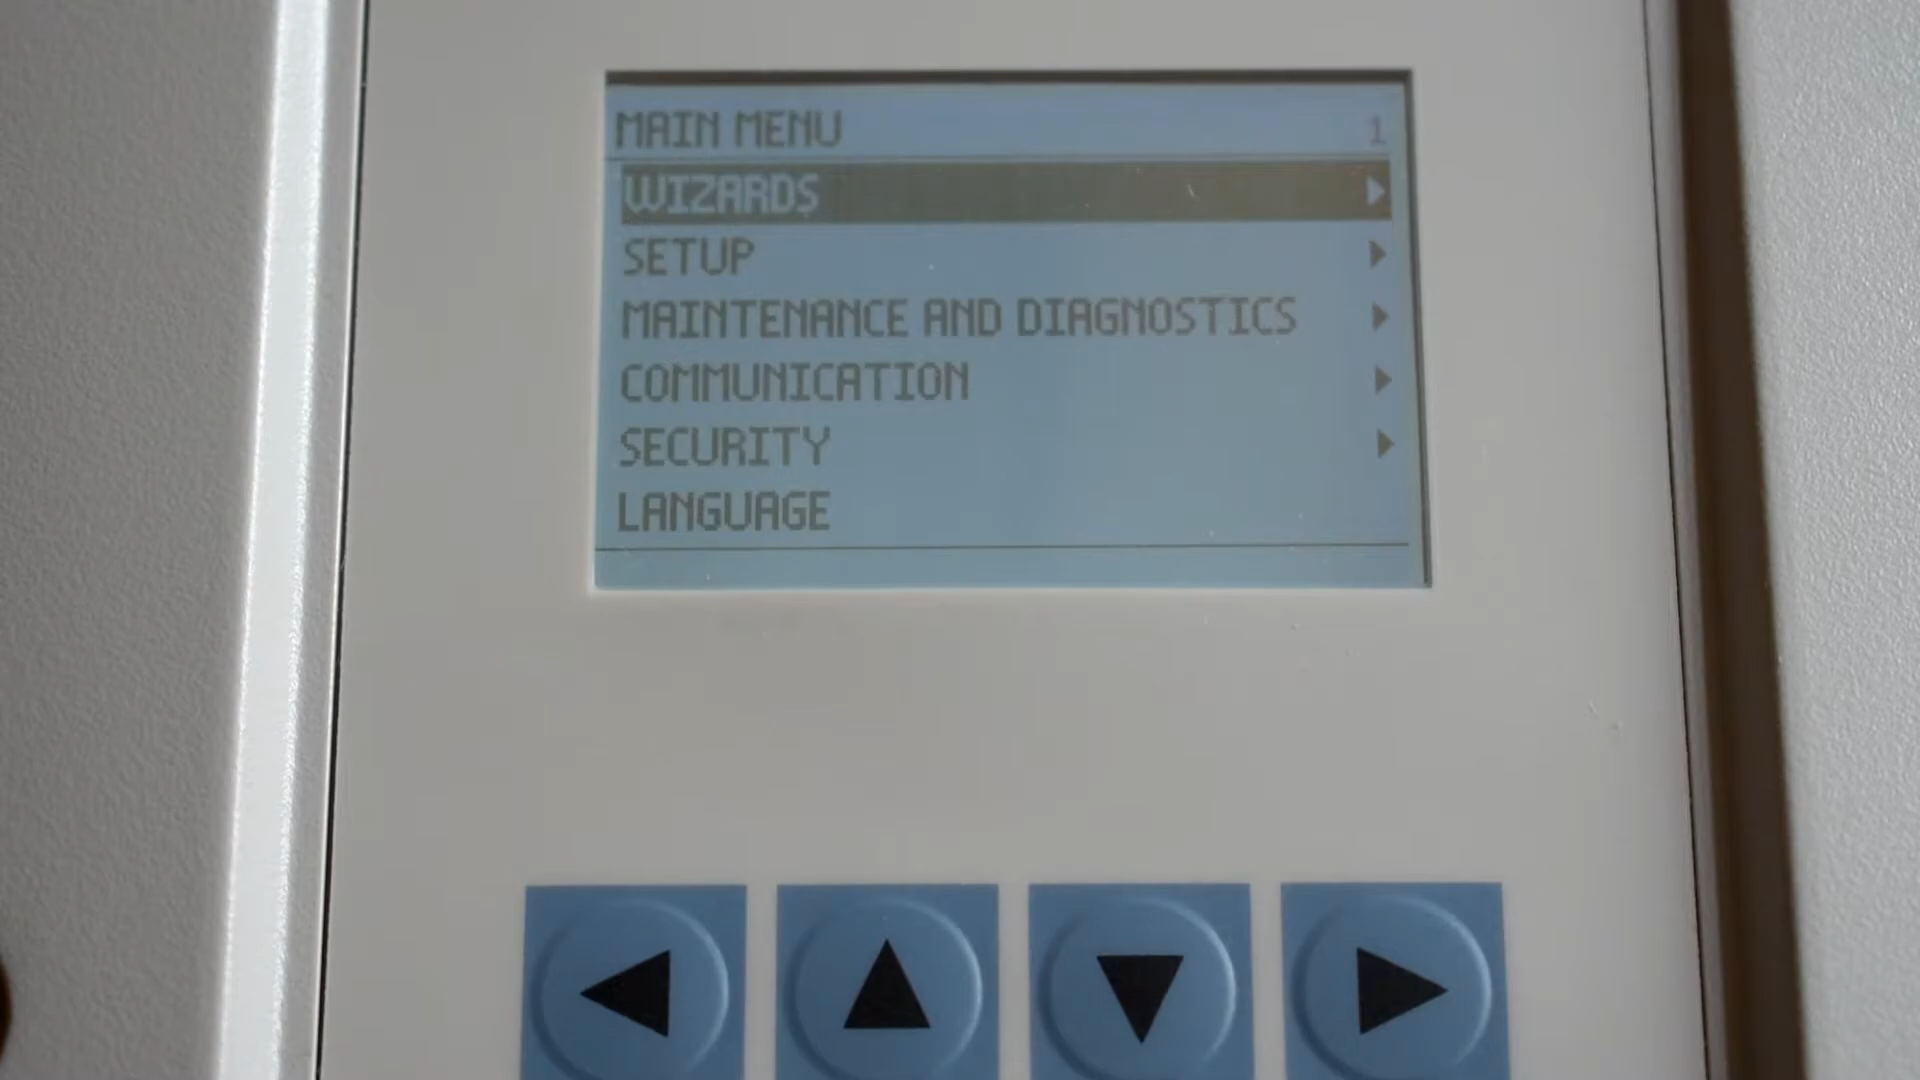 MAIN MENU 1
WIZARDS
SETUP
MAINTENANCE AND DIAGNOSTICS
COMMUNICATION
SECURITY
LANGUAGE